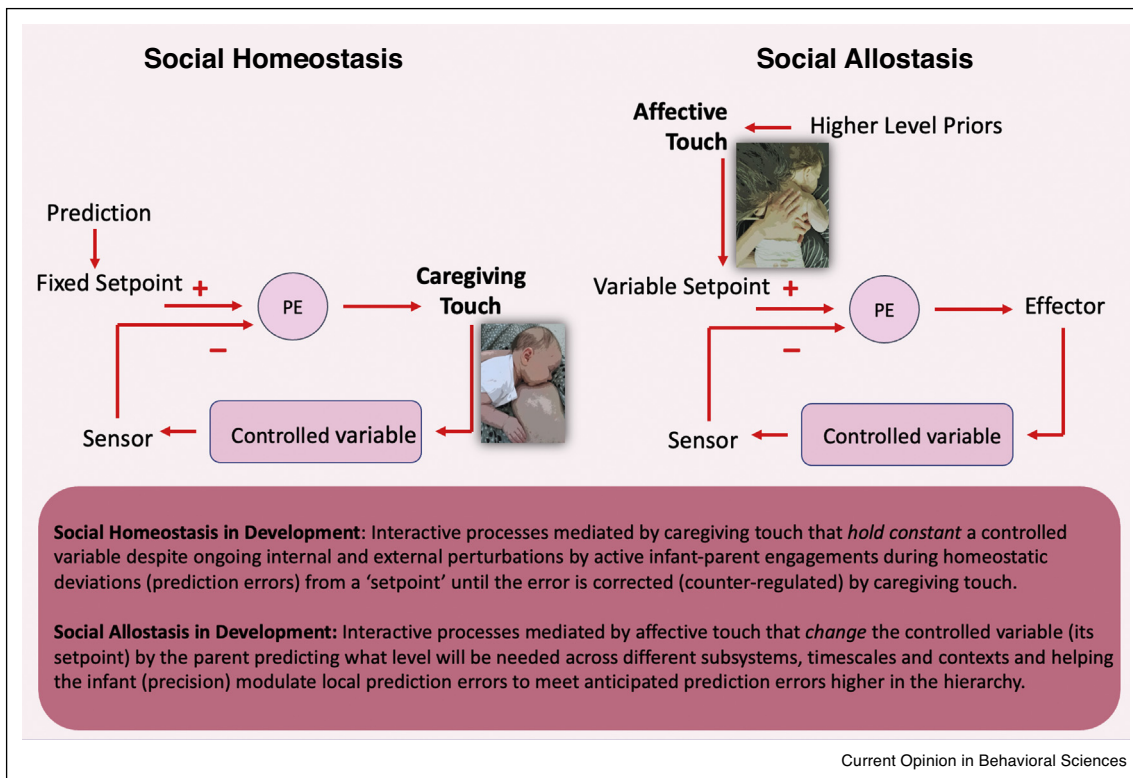 Social Homeostasis
Prediction
Fixed Setpoint
+
PE
−
Caregiving
Touch
Sensor
Controlled variable
Social Allostasis
Affective
Touch
Higher Level Priors
Variable Setpoint
+
PE
−
Effector
Sensor
Controlled variable
Social Homeostasis in Development: Interactive processes mediated by caregiving touch that hold constant a controlled
variable despite ongoing internal and external perturbations by active infant-parent engagements during homeostatic
deviations (prediction errors) from a ‘setpoint’ until the error is corrected (counter-regulated) by caregiving touch.
Social Allostasis in Development: Interactive processes mediated by affective touch that change the controlled variable (its
setpoint) by the parent predicting what level will be needed across different subsystems, timescales and contexts and helping
the infant (precision) modulate local prediction errors to meet anticipated prediction errors higher in the hierarchy.
Current Opinion in Behavioral Sciences